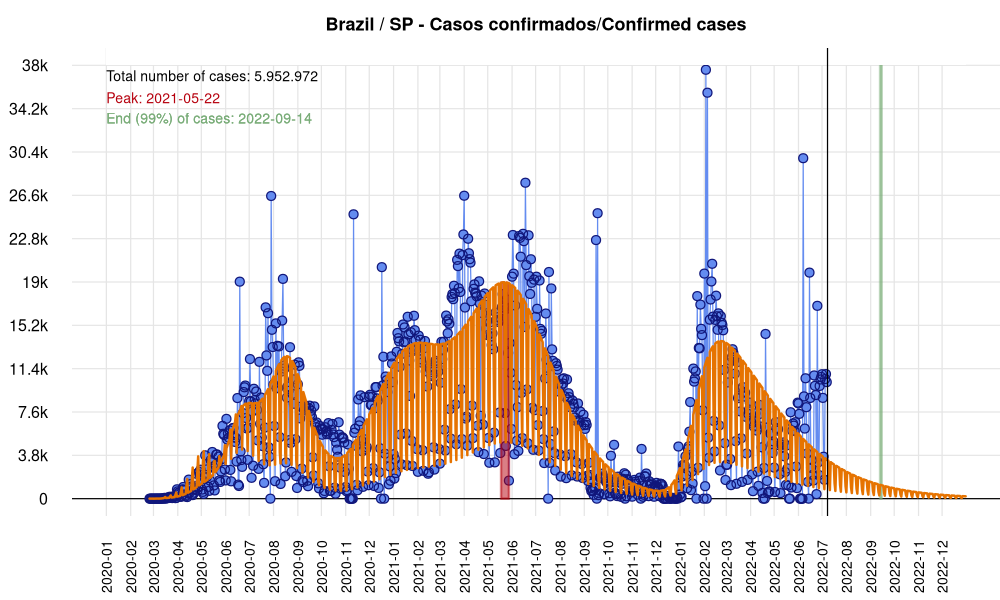 Brazil / SP - Casos confirmados/Confirmed cases
38k
Total number of cases: 5.952.972
Peak: 2021-05-22
34.2k
End (99%) of cases: 2022-09-14
30.4k
26.6k
22.8k
19k
15.2k
11.4k
7.6k
3.8k
0
2020-01
2020-02
2020-03
2020-04
2020-05
2020-06
2020-07
2020-08
2020-09
2020-10
2020-11
2020-12
2021-01
2021-02
2021-03
2021-04
2021-05
2021-06
2021-07
2021-08
2021-09
2021-10
2021-11
2021-12
2022-01
2022-02
2022-03
2022-04
2022-05
2022-06
2022-07
2022-08
2022-09
2022-10
2022-11
2022-12